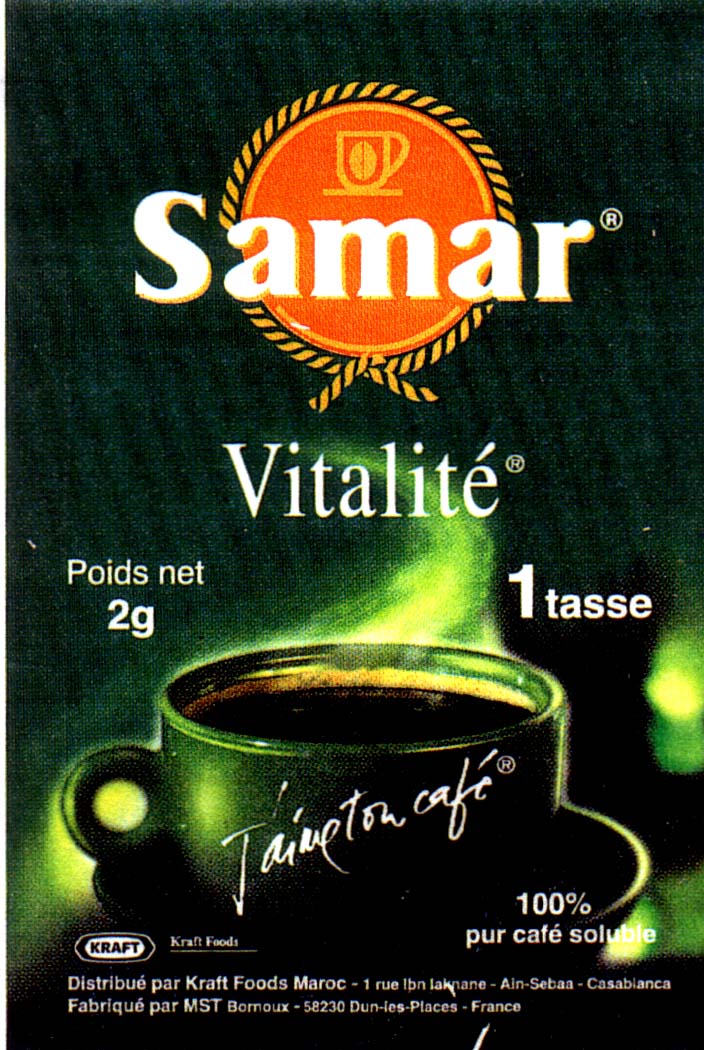 Samar®
Vitalité®
Poids net
2g
1 tasse
J'aime ton café®
100%
pur café soluble
KRAFT
Kraft Foods
Distribué par Kraft Foods Maroc - 1 rue Ibn - Ain-Sebaa - Casablanca
Fabriqué par MST Bornoux - 58230 Dun-les-Places - France